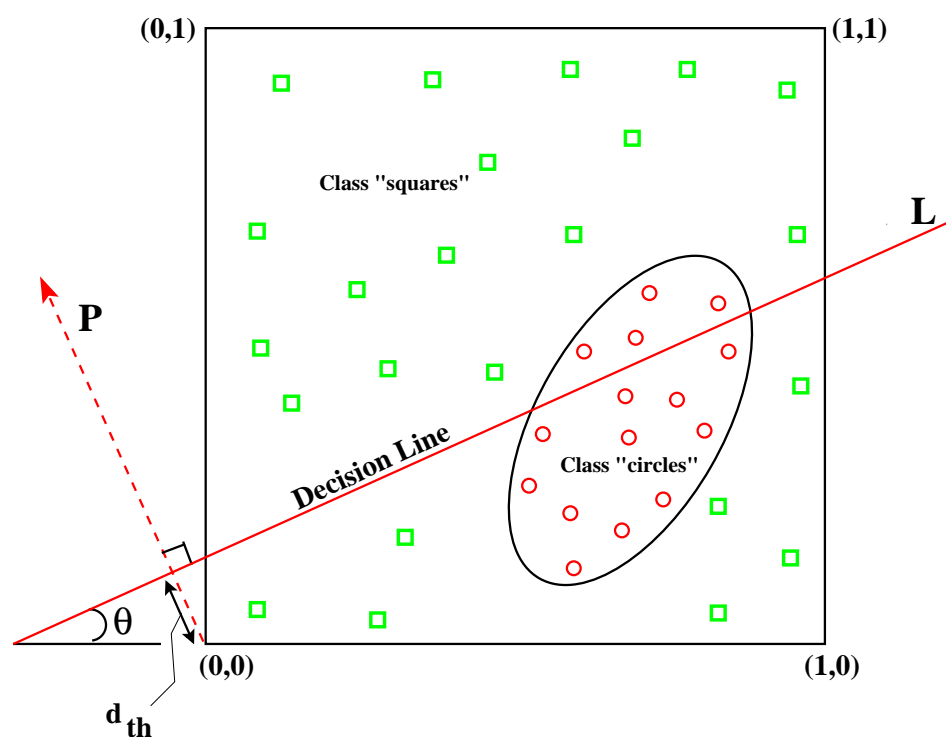 (0,1)
(1,1)
Class "squares"
L
P
Decision Line
Class "circles"
θ
(0,0)
(1,0)
d th